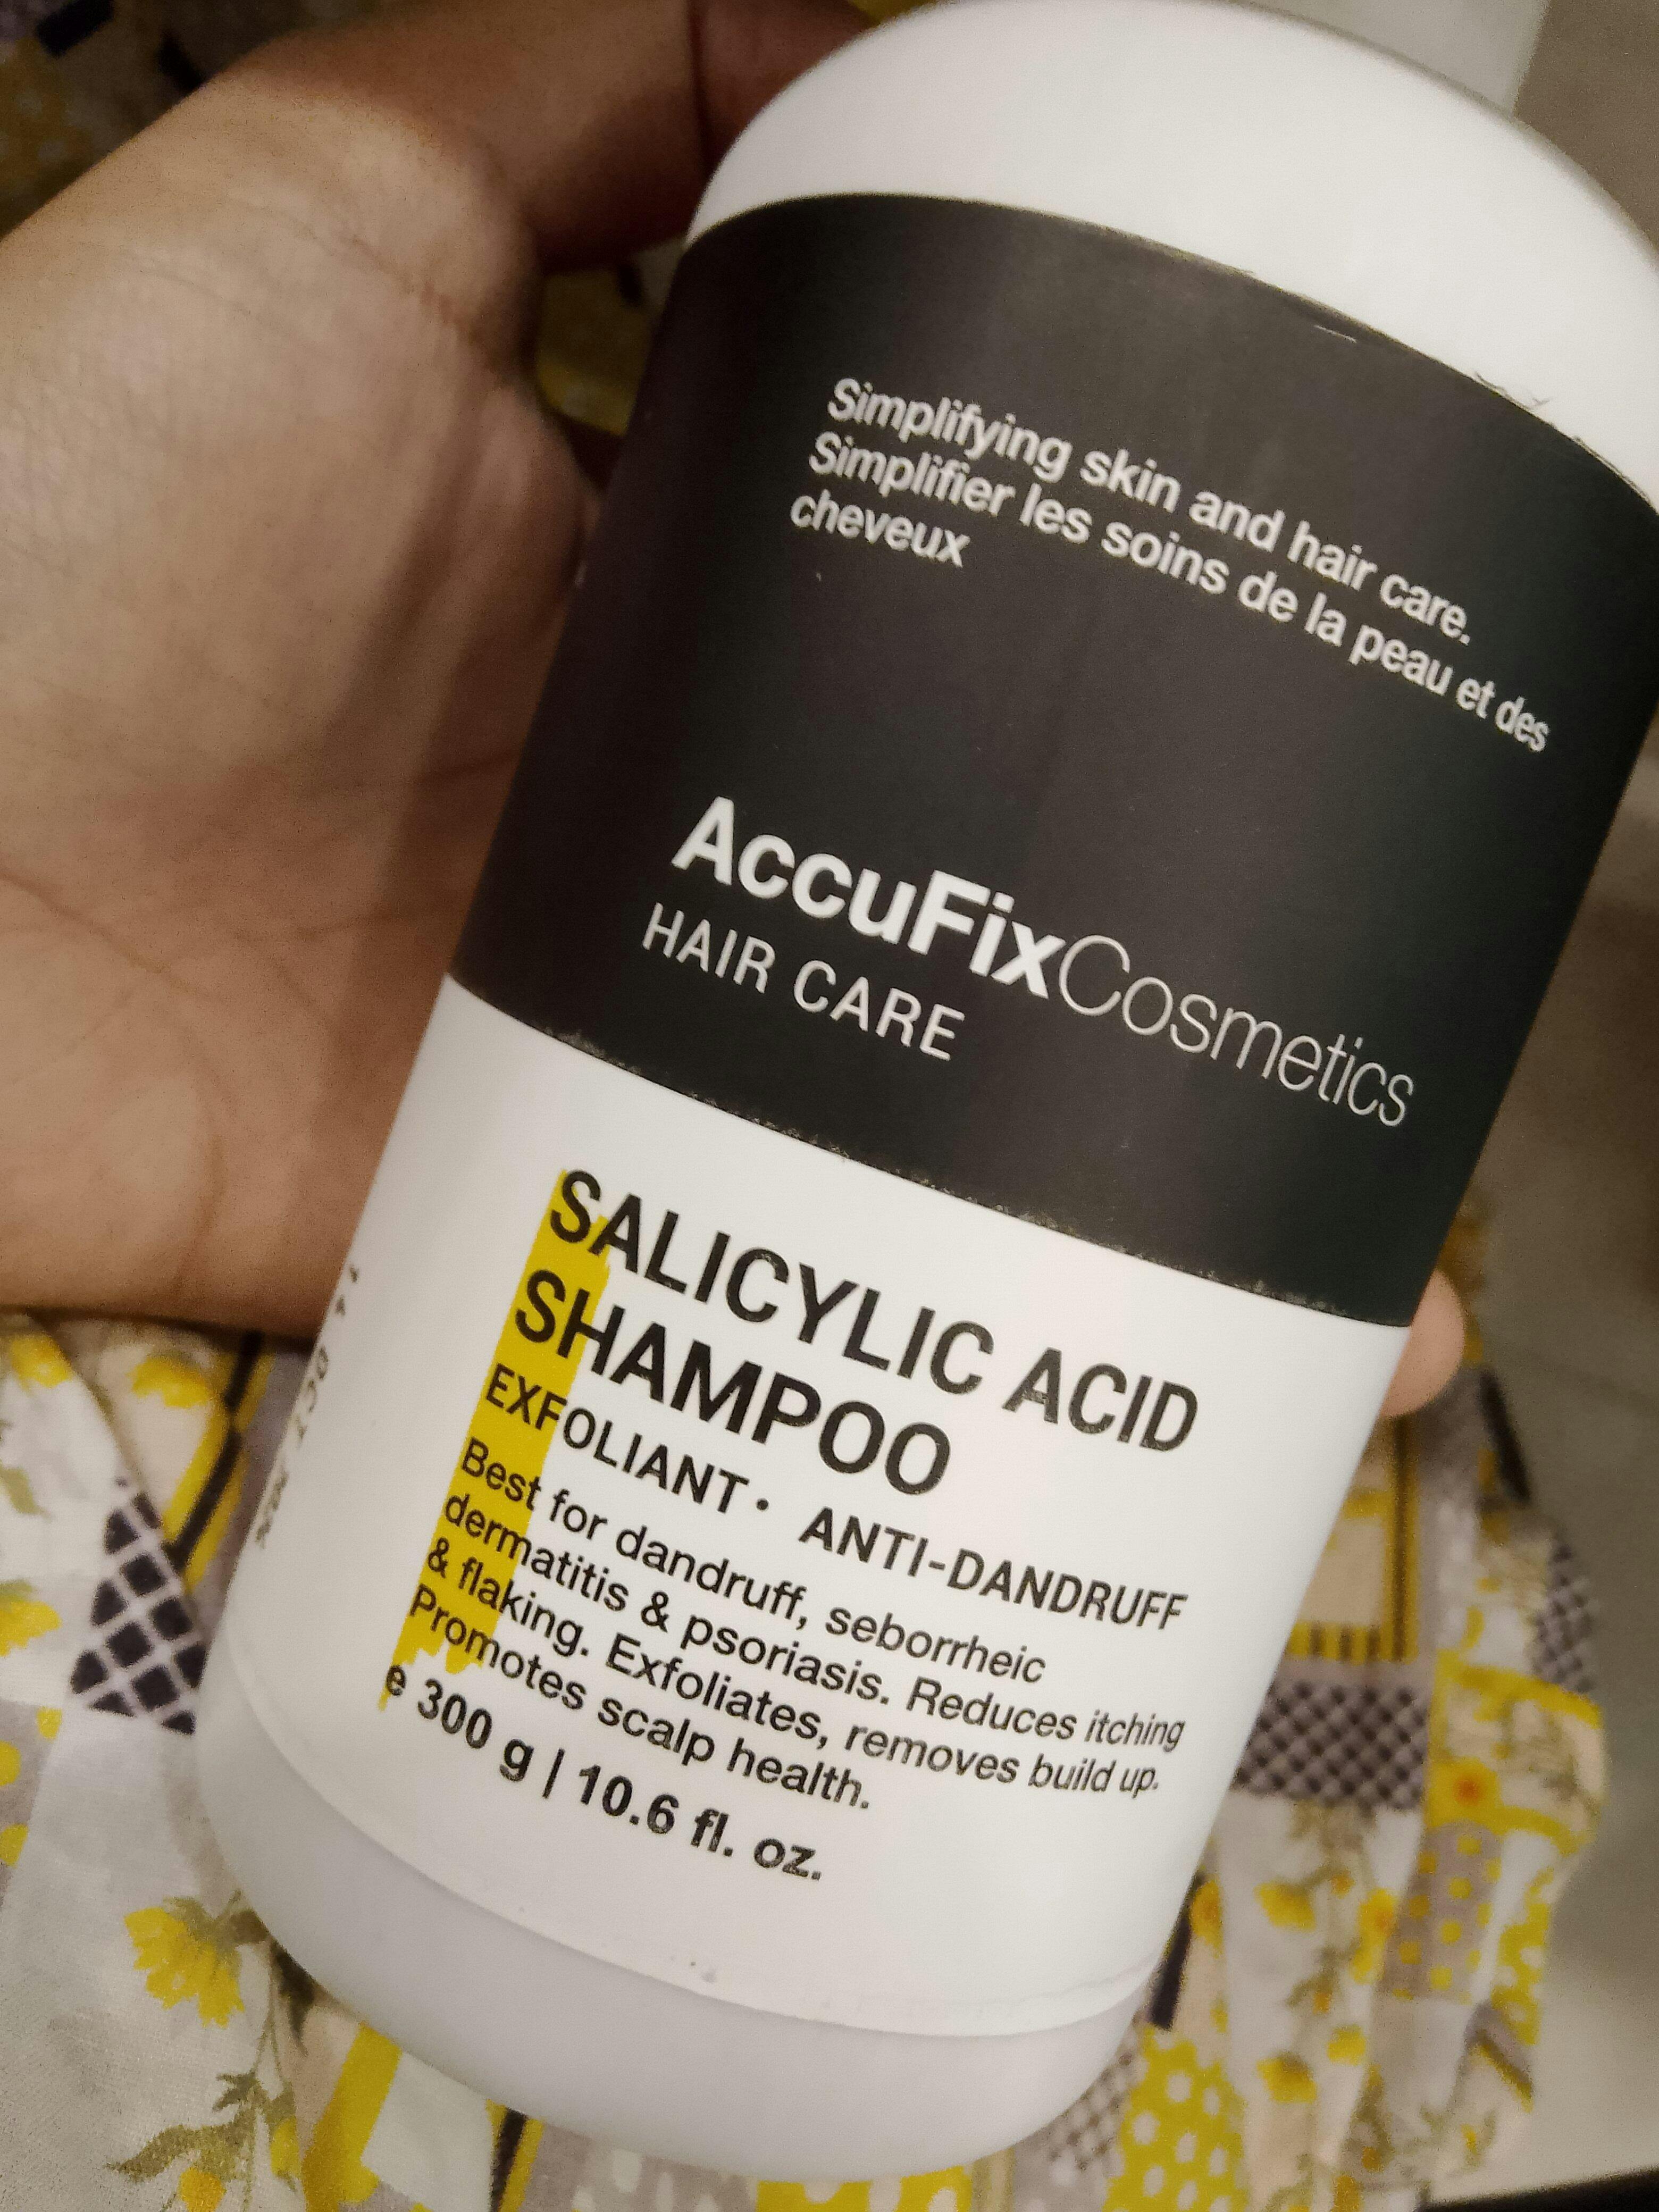 Simplifying skin and hair care.
Simplifier les soins de la peau et des
cheveux
AccuFixCosmetics
HAIR CARE
SALICYLIC ACID
SHAMPOO
EXFOLIANT • ANTI-DANDRUFF
Best for dandruff, seborrheic
dermatitis & psoriasis. Reduces itching
& flaking. Exfoliates, removes build up.
Promotes scalp health.
e 300 g | 10.6 fl. oz.